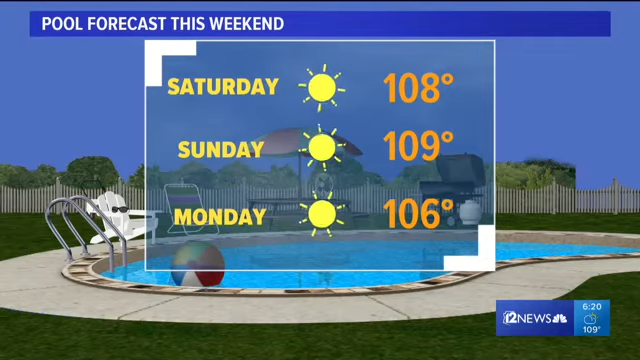 POOL FORECAST THIS WEEKEND
SATURDAY 108°
SUNDAY 109°
MONDAY 106°
12NEWS
6:20
109°